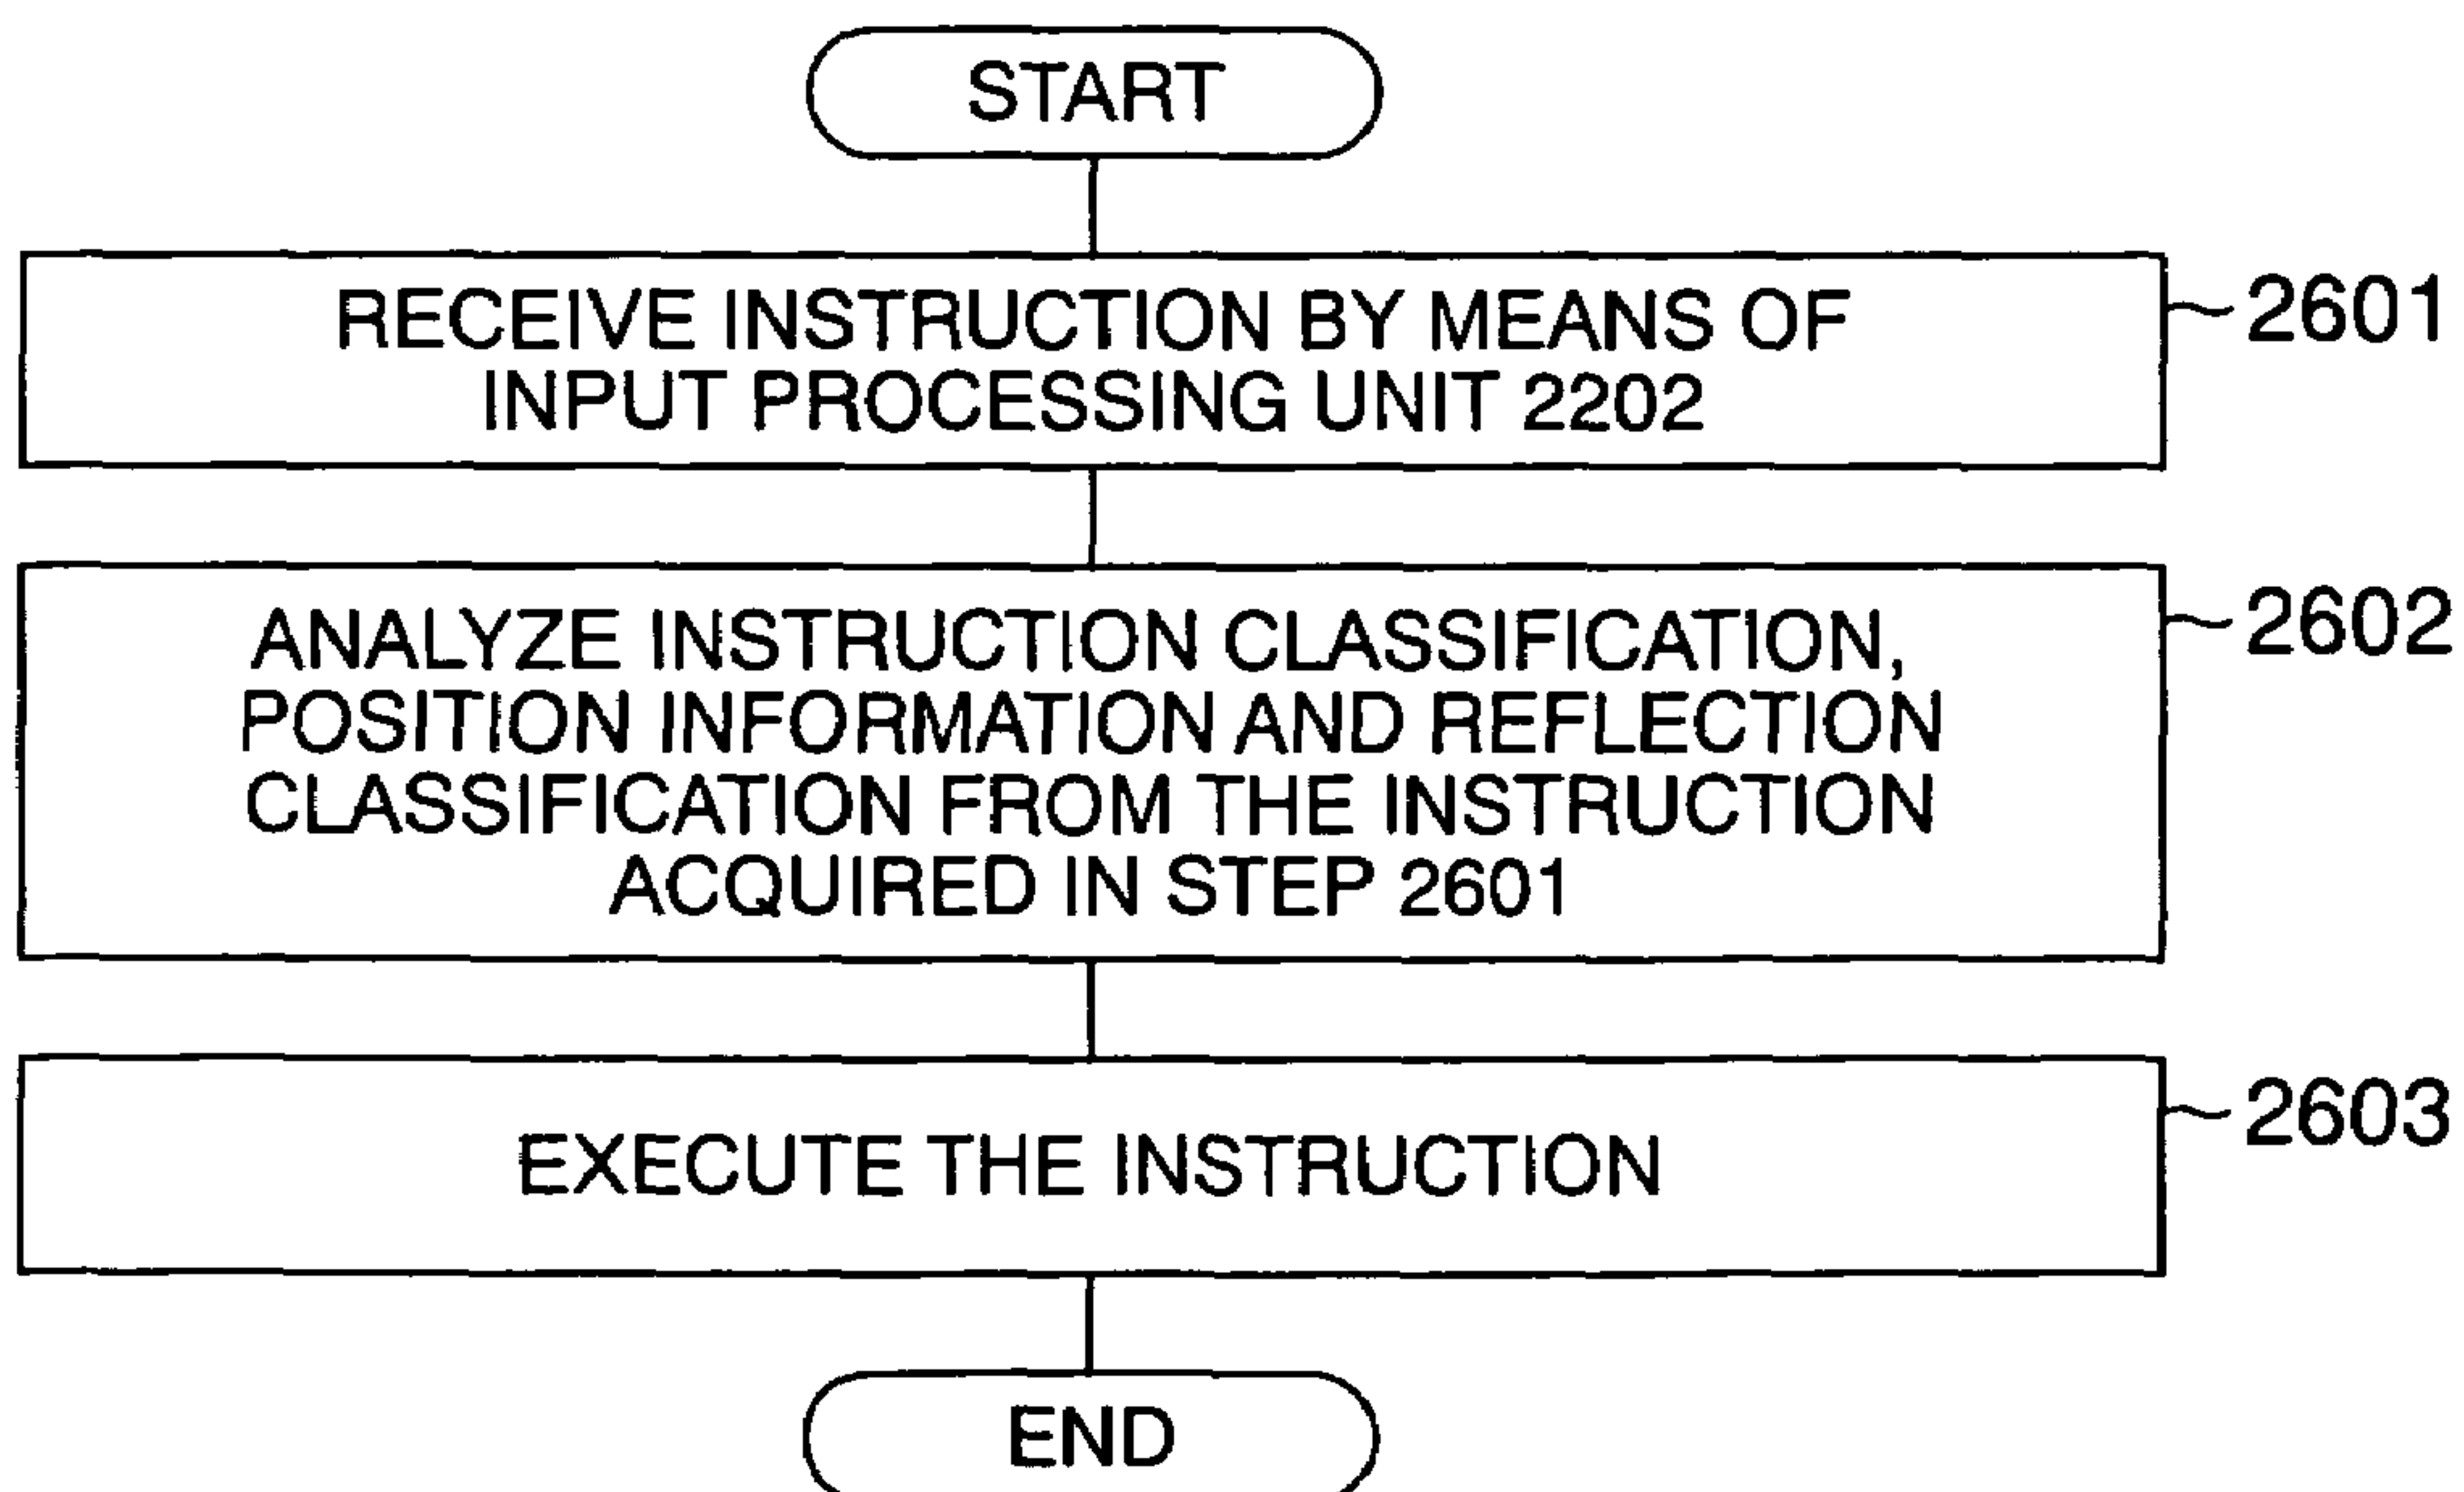 START
RECEIVE INSTRUCTION BY MEANS OF
INPUT PROCESSING UNIT 2202
2601
ANALYZE INSTRUCTION CLASSIFICATION,
POSITION INFORMATION AND REFLECTION
CLASSIFICATION FROM THE INSTRUCTION
ACQUIRED IN STEP 2601
2602
EXECUTE THE INSTRUCTION
2603
END